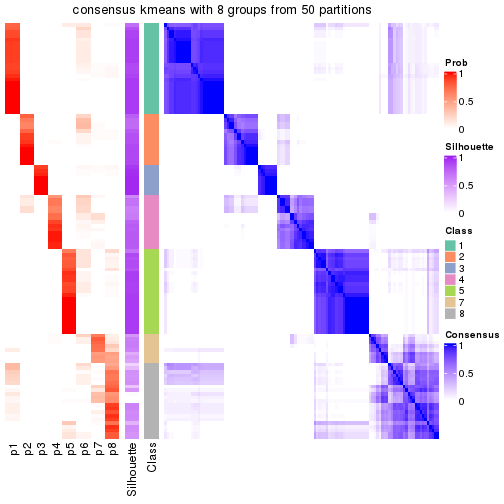 consensus kmeans with 8 groups from 50 partitions
Prob
1
0.5
0
Silhouette
1
0.5
0
Class
1
2
3
4
5
7
8
Consensus
1
0.5
0
p1
p2
p3
p4
p5
p6
p7
p8
Silhouette
Class